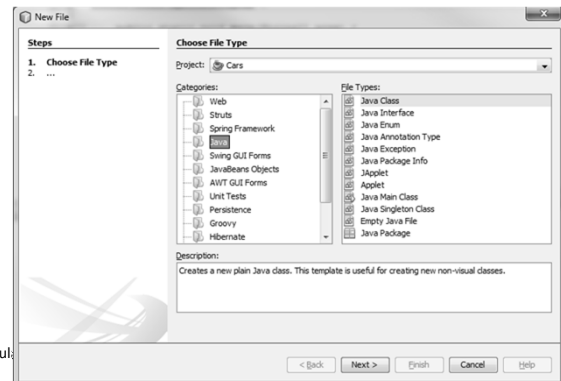 New File
Steps
1. Choose File Type
2. ...
Choose File Type
Project: Cars
Categories:
Web
Struts
Spring Framework
Java
Swing GUI Forms
JavaBeans Objects
AWT GUI Forms
Unit Tests
Persistence
Groovy
Hibernate
File Types:
Java Class
Java Interface
Java Enum
Java Annotation Type
Java Exception
Java Package Info
JApplet
Applet
Java Main Class
Java Singleton Class
Empty Java File
Java Package
Description:
Creates a new plain Java class. This template is useful for creating new non-visual classes.
< Back Next > Finish Cancel Help